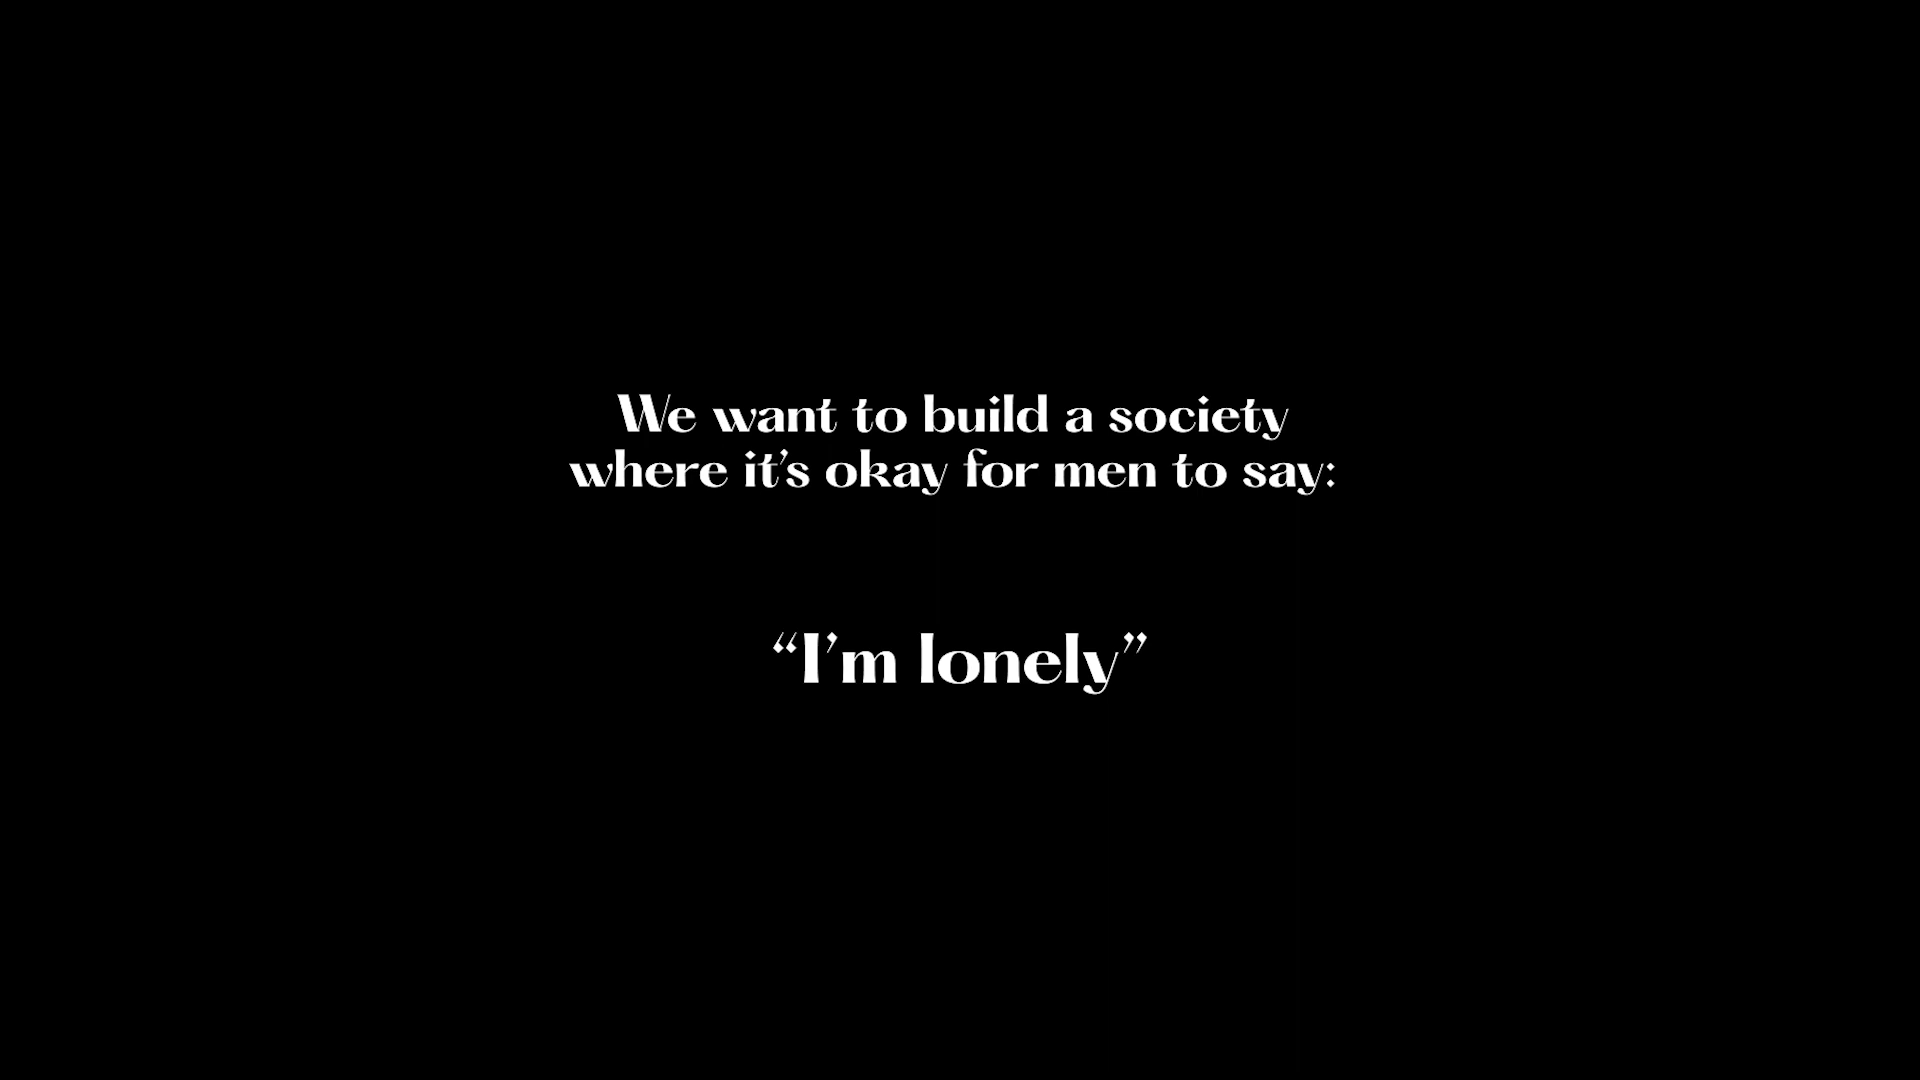 We want to build a society
where it’s okay for men to say:
“I’m lonely”